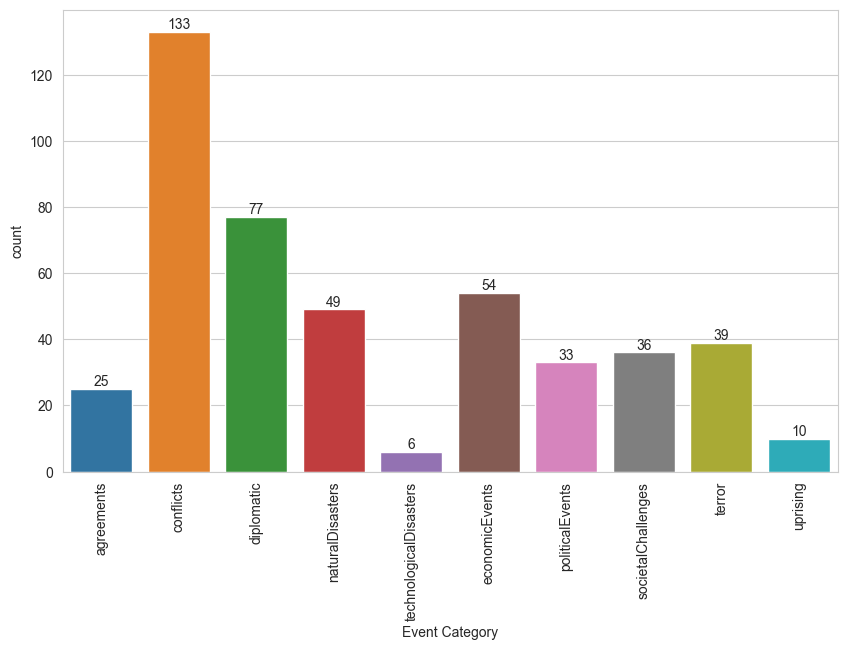 133
120
100
80
77
60
54
49
40
39
36
33
25
20
10
6
0
count
agreements
conflicts
diplomatic
naturalDisasters
technologicalDisasters
economicEvents
politicalEvents
societalChallenges
terror
uprising
Event Category